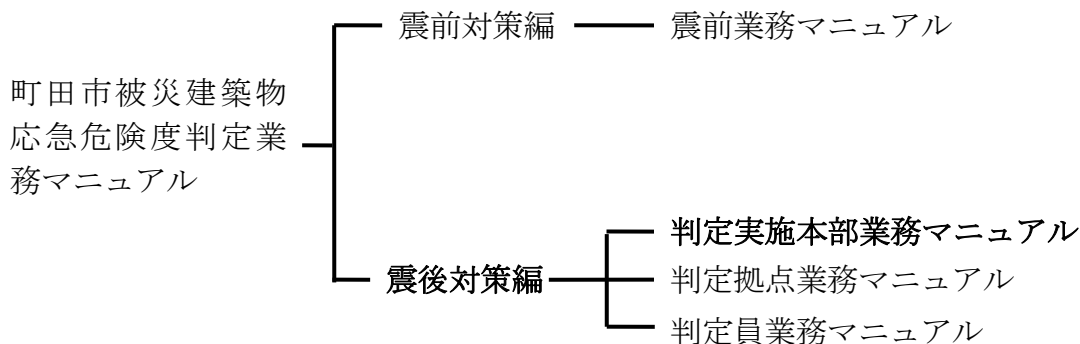 震前対策編
震前業務マニュアル
町田市被災建築物
応急危険度判定業
務マニュアル
判定実施本部業務マニュアル
震後対策編
判定拠点業務マニュアル
判定員業務マニュアル